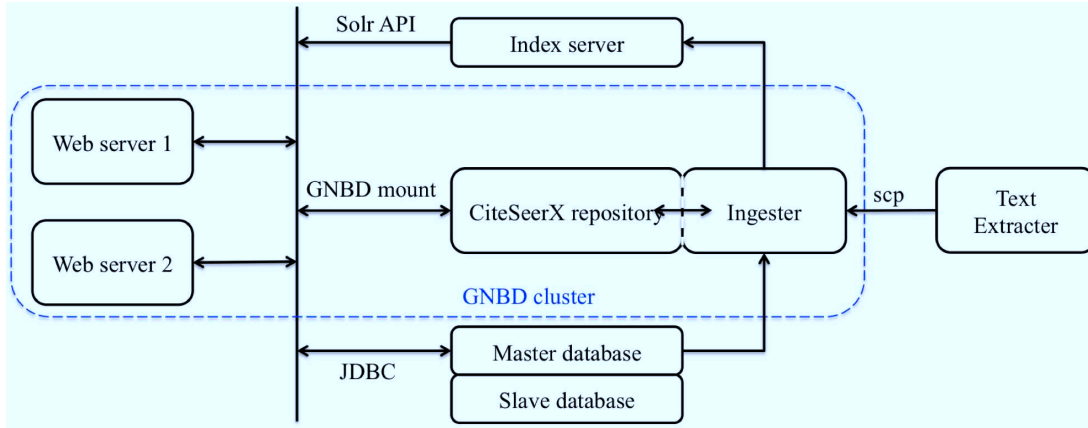 Solr API
Index server
Web server 1
GNBD mount
CiteSeerX repository
Ingester
scp
Text
Extracter
Web server 2
GNBD cluster
Master database
JDBC
Slave database